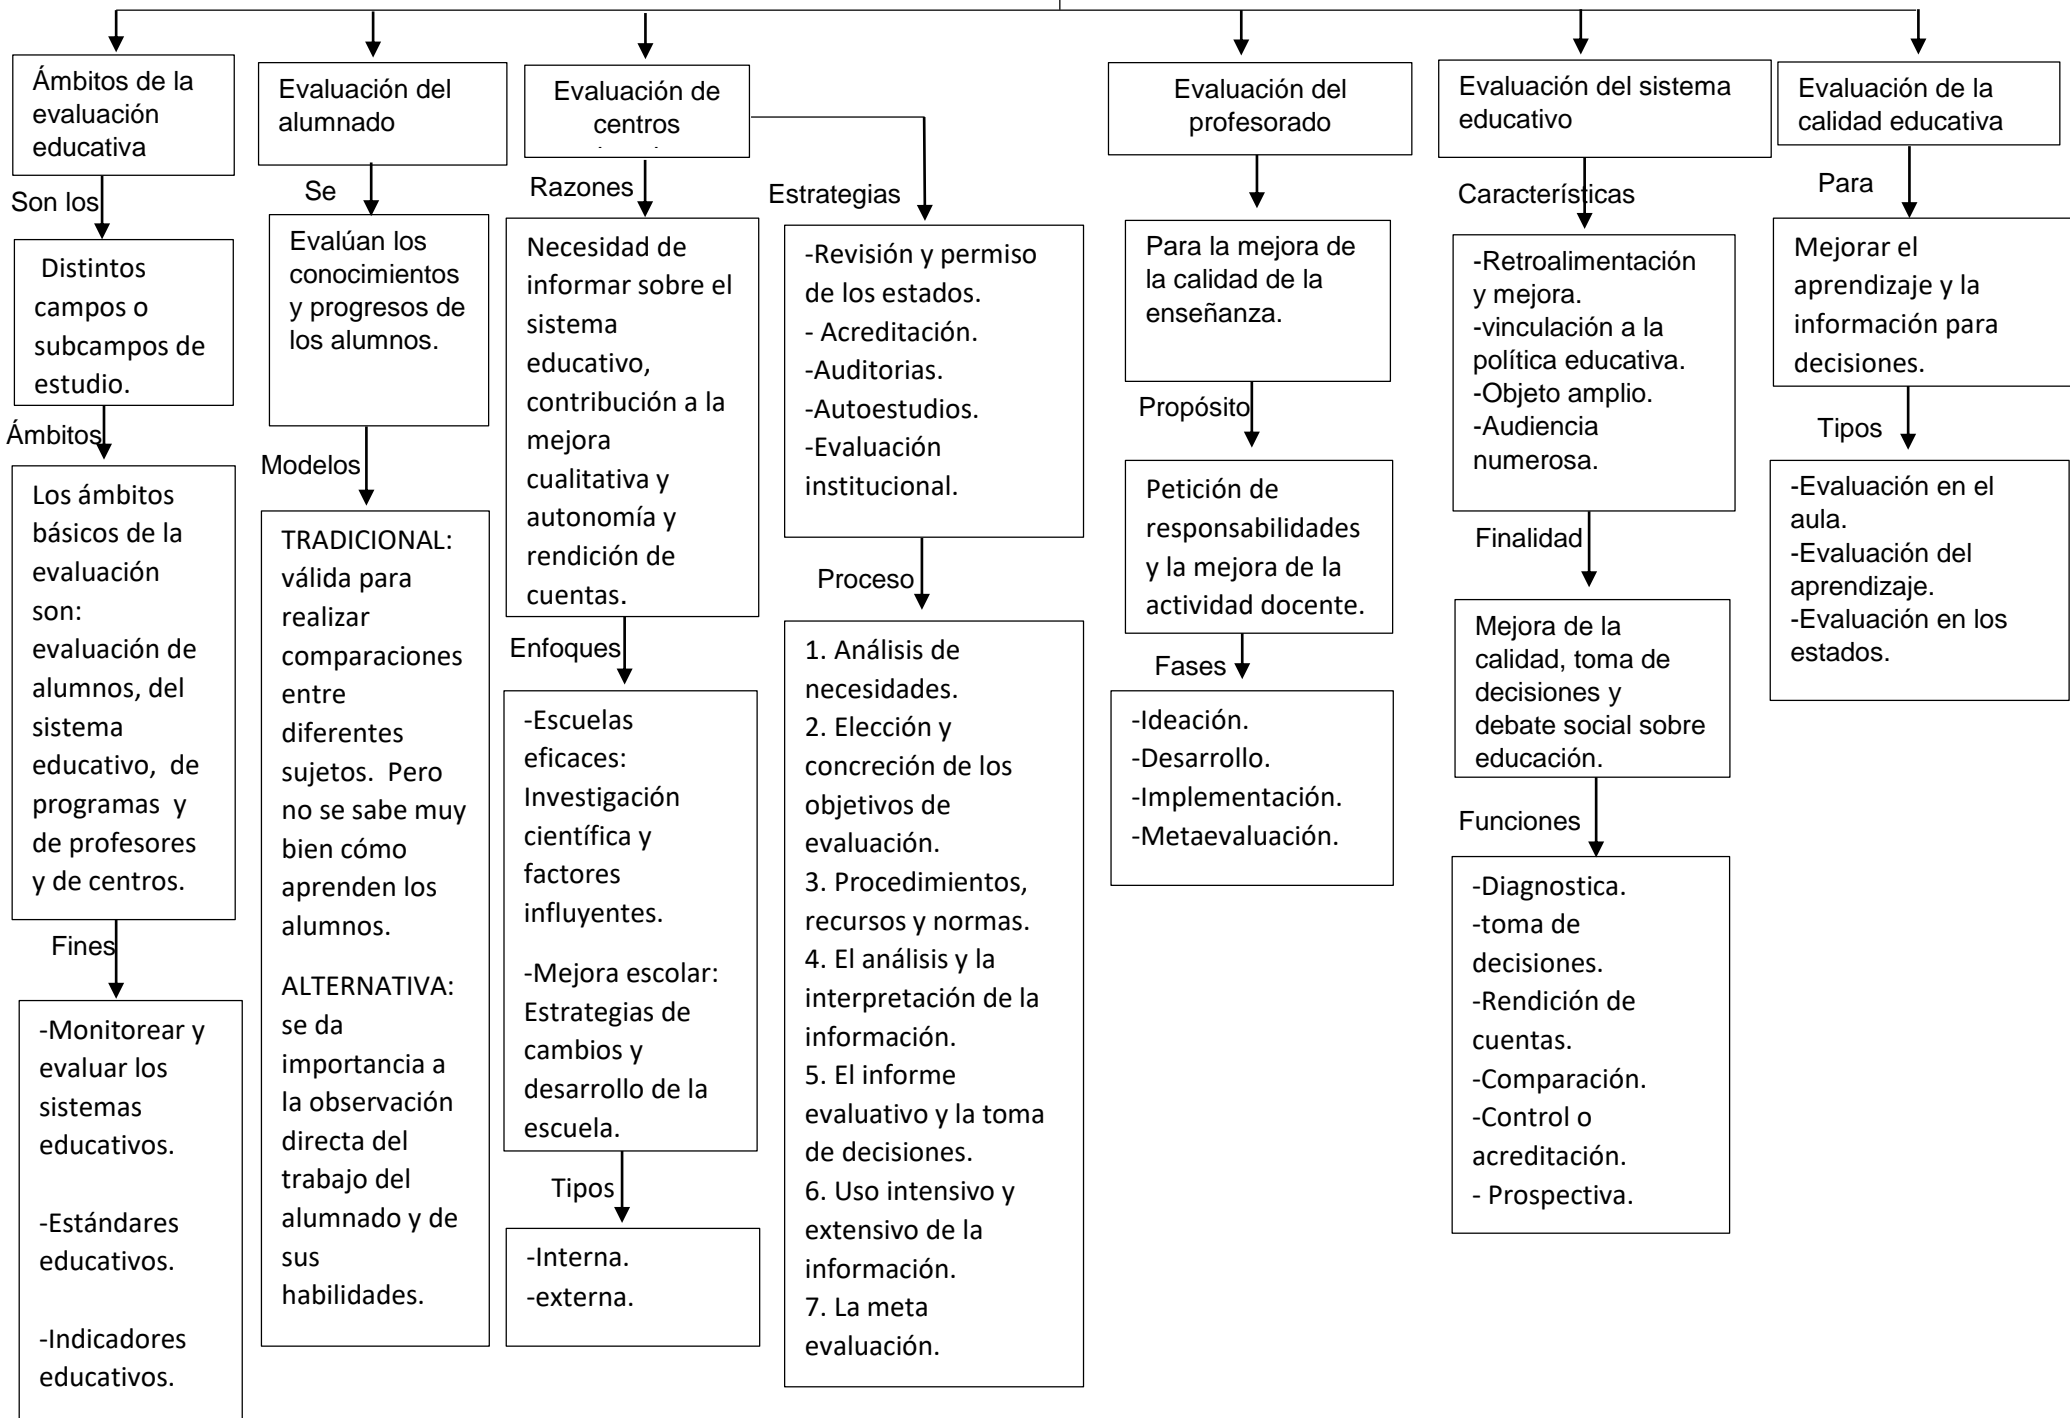 Ámbitos de la
evaluación
educativa
Son los
Distintos
campos o
subcampos de
estudio.
Ámbitos
Los ámbitos
básicos de la
evaluación
son:
evaluación de
alumnos, del
sistema
educativo, de
programas y
de profesores
y de centros.
Fines
-Monitorear y
evaluar los
sistemas
educativos.
-Estándares
educativos.
-Indicadores
educativos.
Evaluación del
alumnado
Se
Evalúan los
conocimientos
y progresos de
los alumnos.
Modelos
TRADICIONAL:
válida para
realizar
comparaciones
entre
diferentes
sujetos. Pero
no se sabe muy
bien cómo
aprenden los
alumnos.
ALTERNATIVA:
se da
importancia a
la observación
directa del
trabajo del
alumnado y de
sus
habilidades.
Evaluación de
centros
Razones
Necesidad de
informar sobre el
sistema
educativo,
contribución a la
mejora
cualitativa y
autonomía y
rendición de
cuentas.
Enfoques
-Escuelas
eficaces:
Investigación
científica y
factores
influyentes.
-Mejora escolar:
Estrategias de
cambios y
desarrollo de la
escuela.
Tipos
-Interna.
-externa.
Estrategias
-Revisión y permiso
de los estados.
- Acreditación.
-Auditorias.
-Autoestudios.
-Evaluación
institucional.
Proceso
1. Análisis de
necesidades.
2. Elección y
concreción de los
objetivos de
evaluación.
3. Procedimientos,
recursos y normas.
4. El análisis y la
interpretación de la
información.
5. El informe
evaluativo y la toma
de decisiones.
6. Uso intensivo y
extensivo de la
información.
7. La meta
evaluación.
Evaluación del
profesorado
Para la mejora de
la calidad de la
enseñanza.
Propósito
Petición de
responsabilidades
y la mejora de la
actividad docente.
Fases
-Ideación.
-Desarrollo.
-Implementación.
-Metaevaluación.
Evaluación del sistema
educativo
Características
-Retroalimentación
y mejora.
-vinculación a la
política educativa.
-Objeto amplio.
-Audiencia
numerosa.
Finalidad
Mejora de la
calidad, toma de
decisiones y
debate social sobre
educación.
Funciones
-Diagnostica.
-toma de
decisiones.
-Rendición de
cuentas.
-Comparación.
-Control o
acreditación.
- Prospectiva.
Evaluación de la
calidad educativa
Para
Mejorar el
aprendizaje y la
información para
decisiones.
Tipos
-Evaluación en el
aula.
-Evaluación del
aprendizaje.
-Evaluación en los
estados.